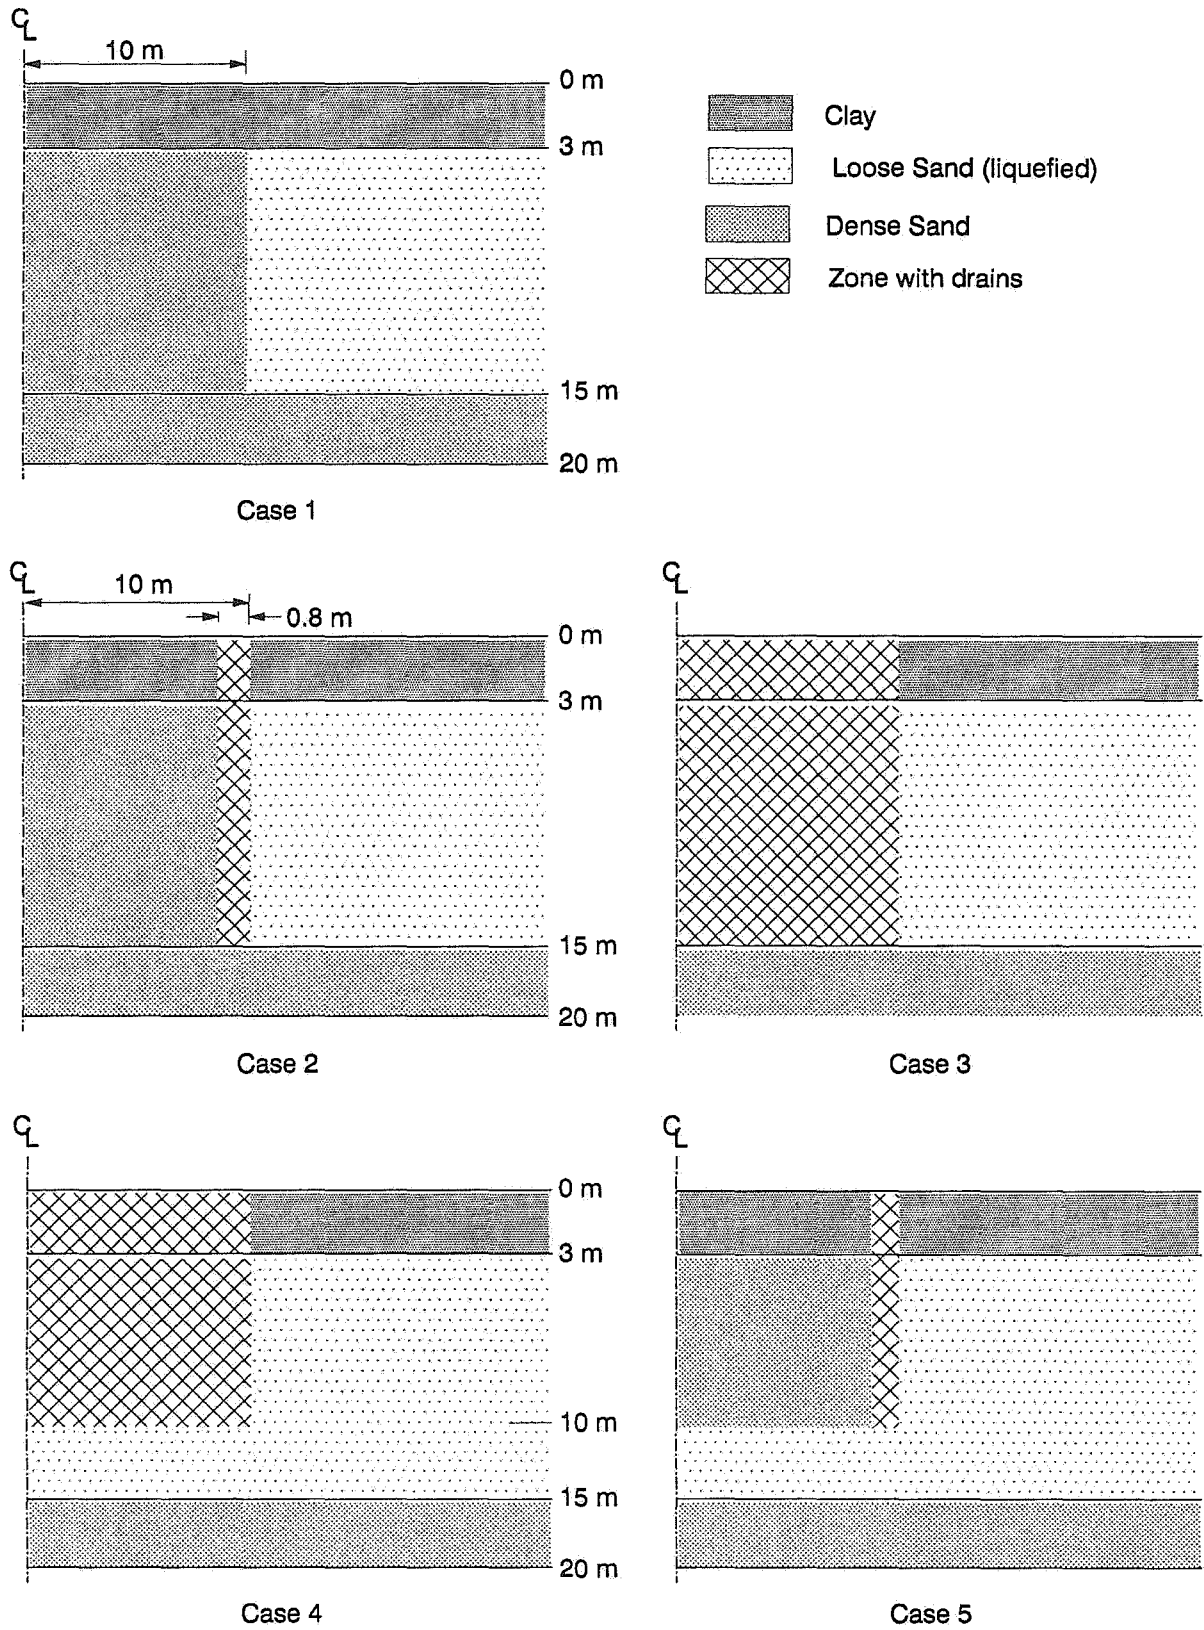 ℄
10 m
0 m
3 m
15 m
20 m
Case 1
Clay
Loose Sand (liquefied)
Dense Sand
Zone with drains
℄
10 m
0.8 m
0 m
3 m
15 m
20 m
Case 2
℄
Case 3
℄
0 m
3 m
10 m
15 m
20 m
Case 4
℄
Case 5